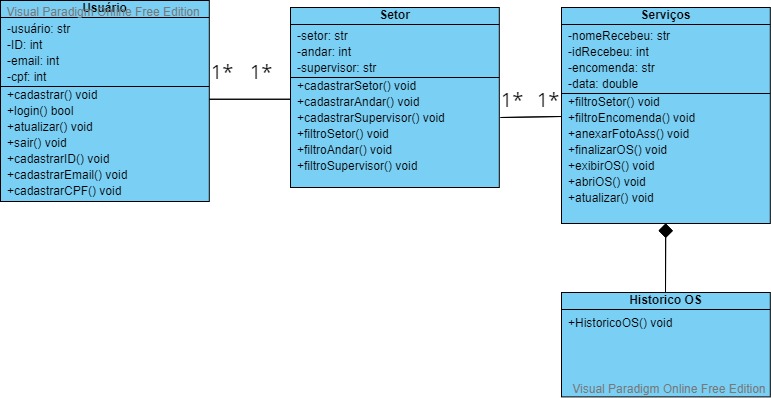 Visual Paradigm Online Free Edition
Usuário
-usuário: str
-ID: int
-email: int
-cpf: int
+cadastrar() void
+login() bool
+atualizar() void
+sair() void
+cadastrarID() void
+cadastrarEmail() void
+cadastrarCPF() void
1* 1*
Setor
-setor: str
-andar: int
-supervisor: str
+cadastrarSetor() void
+cadastrarAndar() void
+cadastrarSupervisor() void
+filtroSetor() void
+filtroAndar() void
+filtroSupervisor() void
1* 1*
Serviços
-nomeRecebeu: str
-idRecebeu: int
-encomenda: str
-data: double
+filtroSetor() void
+filtroEncomenda() void
+anexarFotoAss() void
+finalizarOS() void
+exibirOS() void
+abriOS() void
+atualizar() void
Historico OS
+HistoricoOS() void
Visual Paradigm Online Free Edition